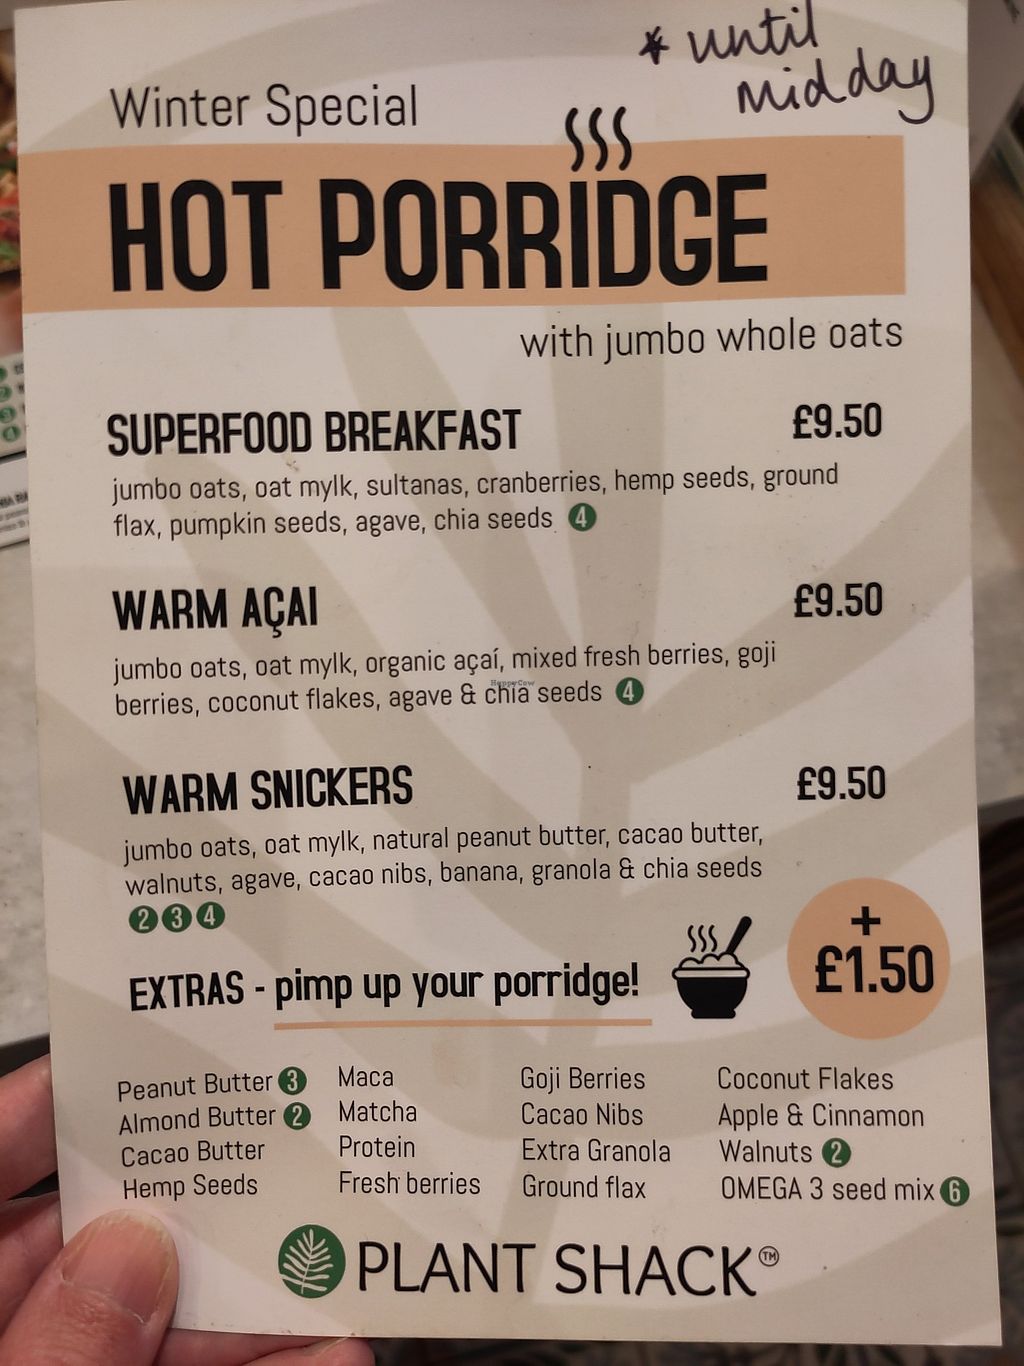 * until
midday
Winter Special
HOT PORRIDGE
with jumbo whole oats
SUPERFOOD BREAKFAST £9.50
jumbo oats, oat mylk, sultanas, cranberries, hemp seeds, ground
flax, pumpkin seeds, agave, chia seeds 4
WARM AÇAI £9.50
jumbo oats, oat mylk, organic açaí, mixed fresh berries, goji
berries, coconut flakes, agave & chia seeds 4
HappyCow
WARM SNICKERS £9.50
jumbo oats, oat mylk, natural peanut butter, cacao butter,
walnuts, agave, cacao nibs, banana, granola & chia seeds
2 3 4
EXTRAS - pimp up your porridge!
+
£1.50
Peanut Butter 3
Almond Butter 2
Cacao Butter
Hemp Seeds
Maca
Matcha
Protein
Fresh berries
Goji Berries
Cacao Nibs
Extra Granola
Ground flax
Coconut Flakes
Apple & Cinnamon
Walnuts 2
OMEGA 3 seed mix 6
PLANT SHACK™